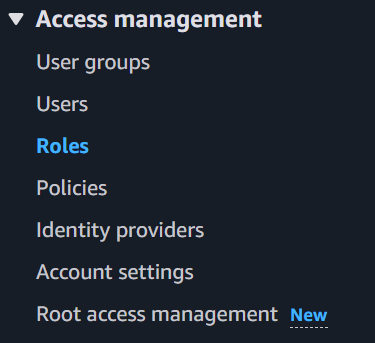 Access management
User groups
Users
Roles
Policies
Identity providers
Account settings
Root access management New